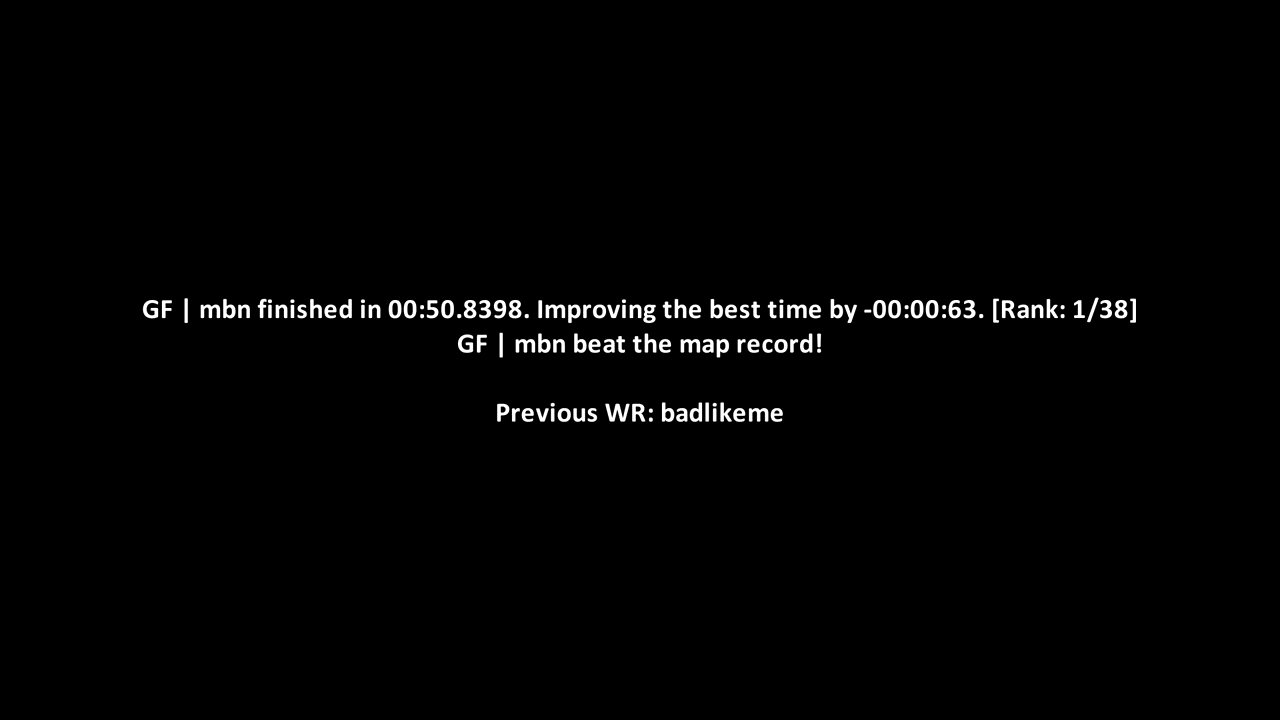 GF | mbn finished in 00:50.8398. Improving the best time by -00:00:63. [Rank: 1/38]
GF | mbn beat the map record!
Previous WR: badlikeme